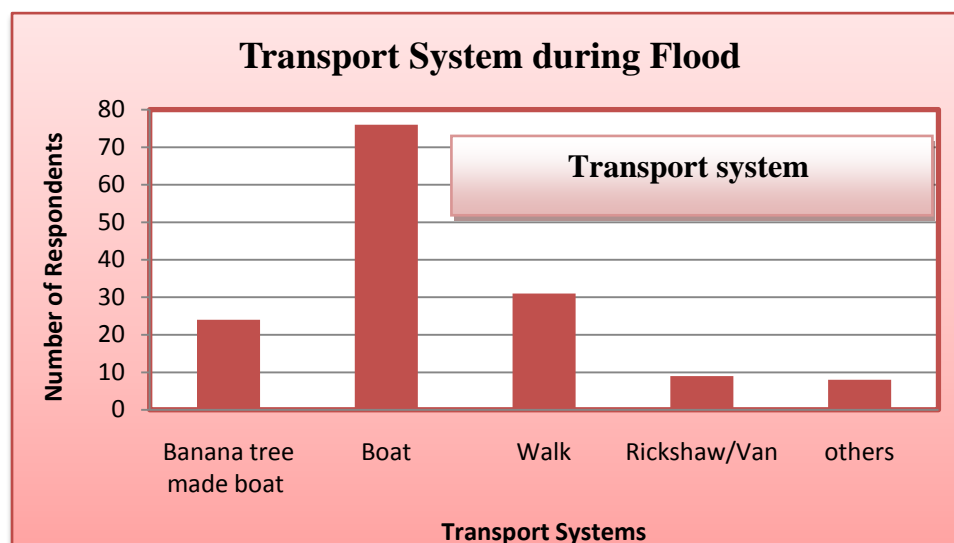 Transport System during Flood
Transport system
Number of Respondents
80
70
60
50
40
30
20
10
0
Banana tree
made boat
Boat
Walk
Rickshaw/Van
others
Transport Systems